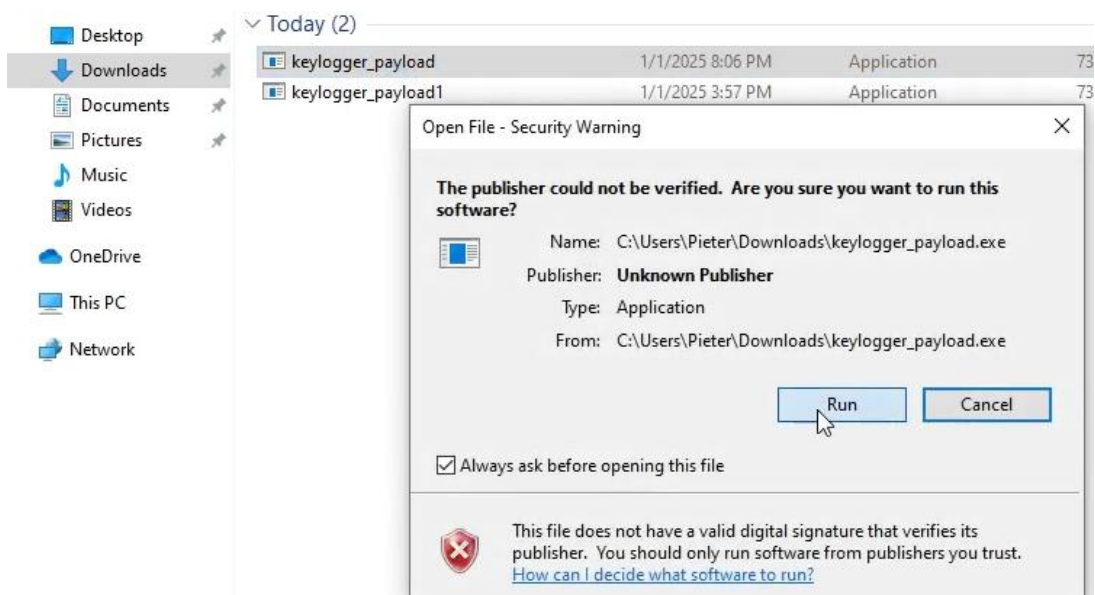 Desktop
Downloads
Documents
Pictures
Music
Videos
OneDrive
This PC
Network
Today (2)
keylogger_payload 1/1/2025 8:06 PM Application 73
keylogger_payload1 1/1/2025 3:57 PM Application 73
Open File - Security Warning
The publisher could not be verified. Are you sure you want to run this
software?
Name: C:\Users\Pieter\Downloads\keylogger_payload.exe
Publisher: Unknown Publisher
Type: Application
From: C:\Users\Pieter\Downloads\keylogger_payload.exe
Run Cancel
Always ask before opening this file
This file does not have a valid digital signature that verifies its
publisher. You should only run software from publishers you trust.
How can I decide what software to run?